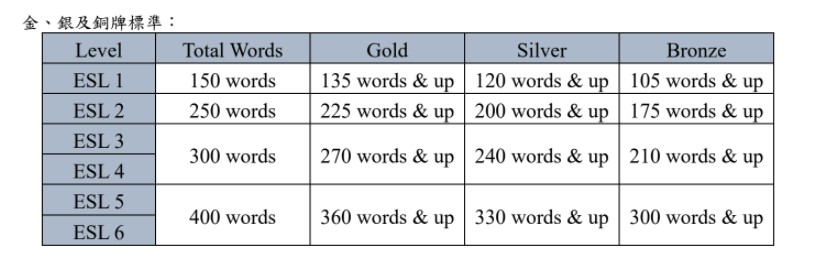 金、銀及銅牌標準：
Level Total Words Gold Silver Bronze
ESL 1 150 words 135 words & up 120 words & up 105 words & up
ESL 2 250 words 225 words & up 200 words & up 175 words & up
ESL 3
300 words 270 words & up 240 words & up 210 words & up
ESL 4
ESL 5
400 words 360 words & up 330 words & up 300 words & up
ESL 6